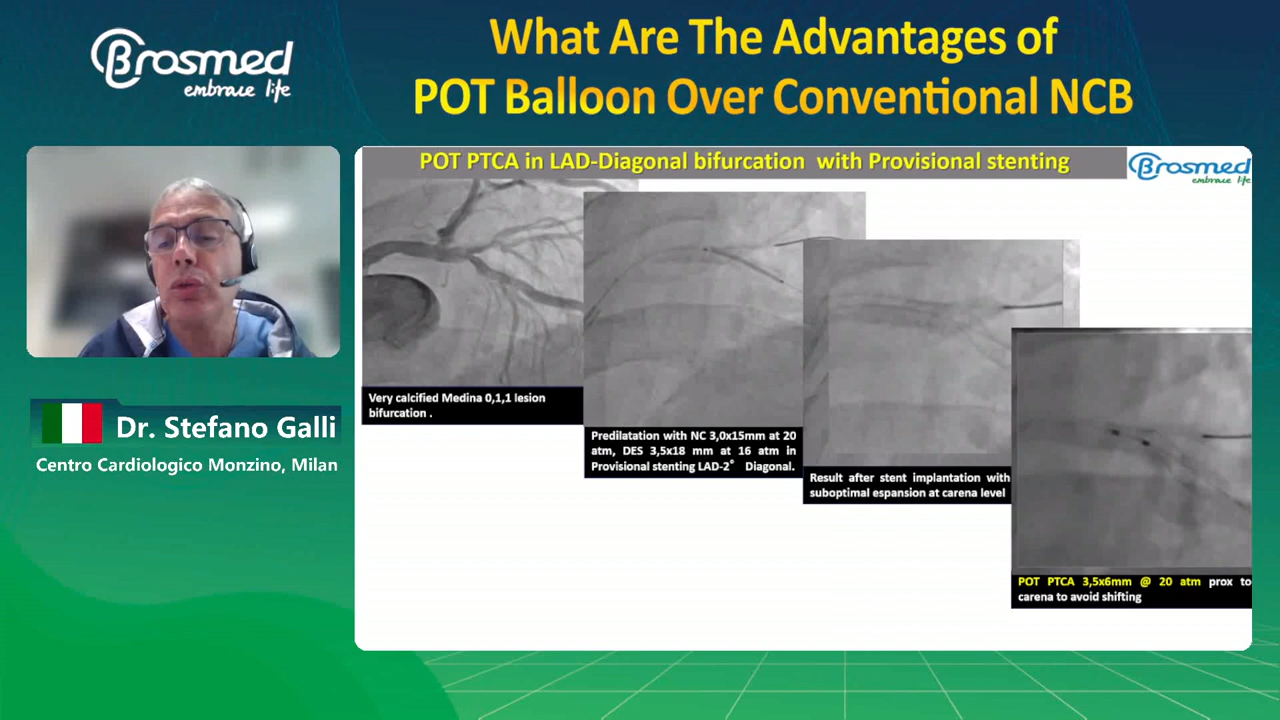 Brosmed
embrace life
What Are The Advantages of
POT Balloon Over Conventional NCB
POT PTCA in LAD-Diagonal bifurcation with Provisional stenting
Brosmed
embrace life
Very calcified Medina 0,1,1 lesion
bifurcation .
Predilatation with NC 3,0x15mm at 20
atm, DES 3,5x18 mm at 16 atm in
Provisional stenting LAD-2° Diagonal.
Result after stent implantation with
suboptimal espansion at carena level
POT PTCA 3,5x6mm @ 20 atm prox to
carena to avoid shifting
Dr. Stefano Galli
Centro Cardiologico Monzino, Milan